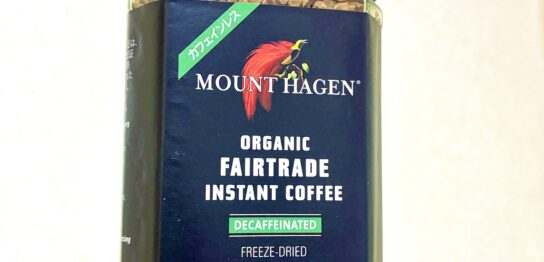 カフェインレス
MOUNT HAGEN®
ORGANIC
FAIRTRADE
INSTANT COFFEE
DECAFFEINATED
FREEZE-DRIED